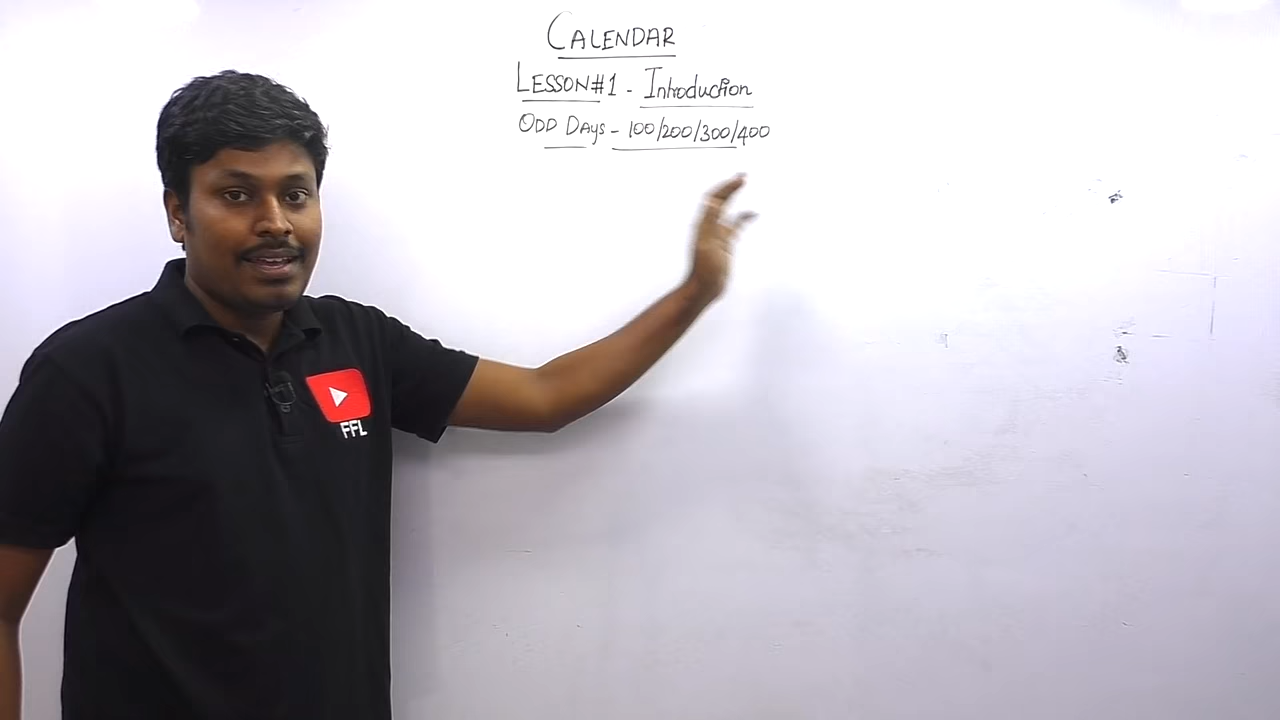 CALENDAR
LESSON#1 - Introduction
ODD DAYS - 100/200/300/400
FFL